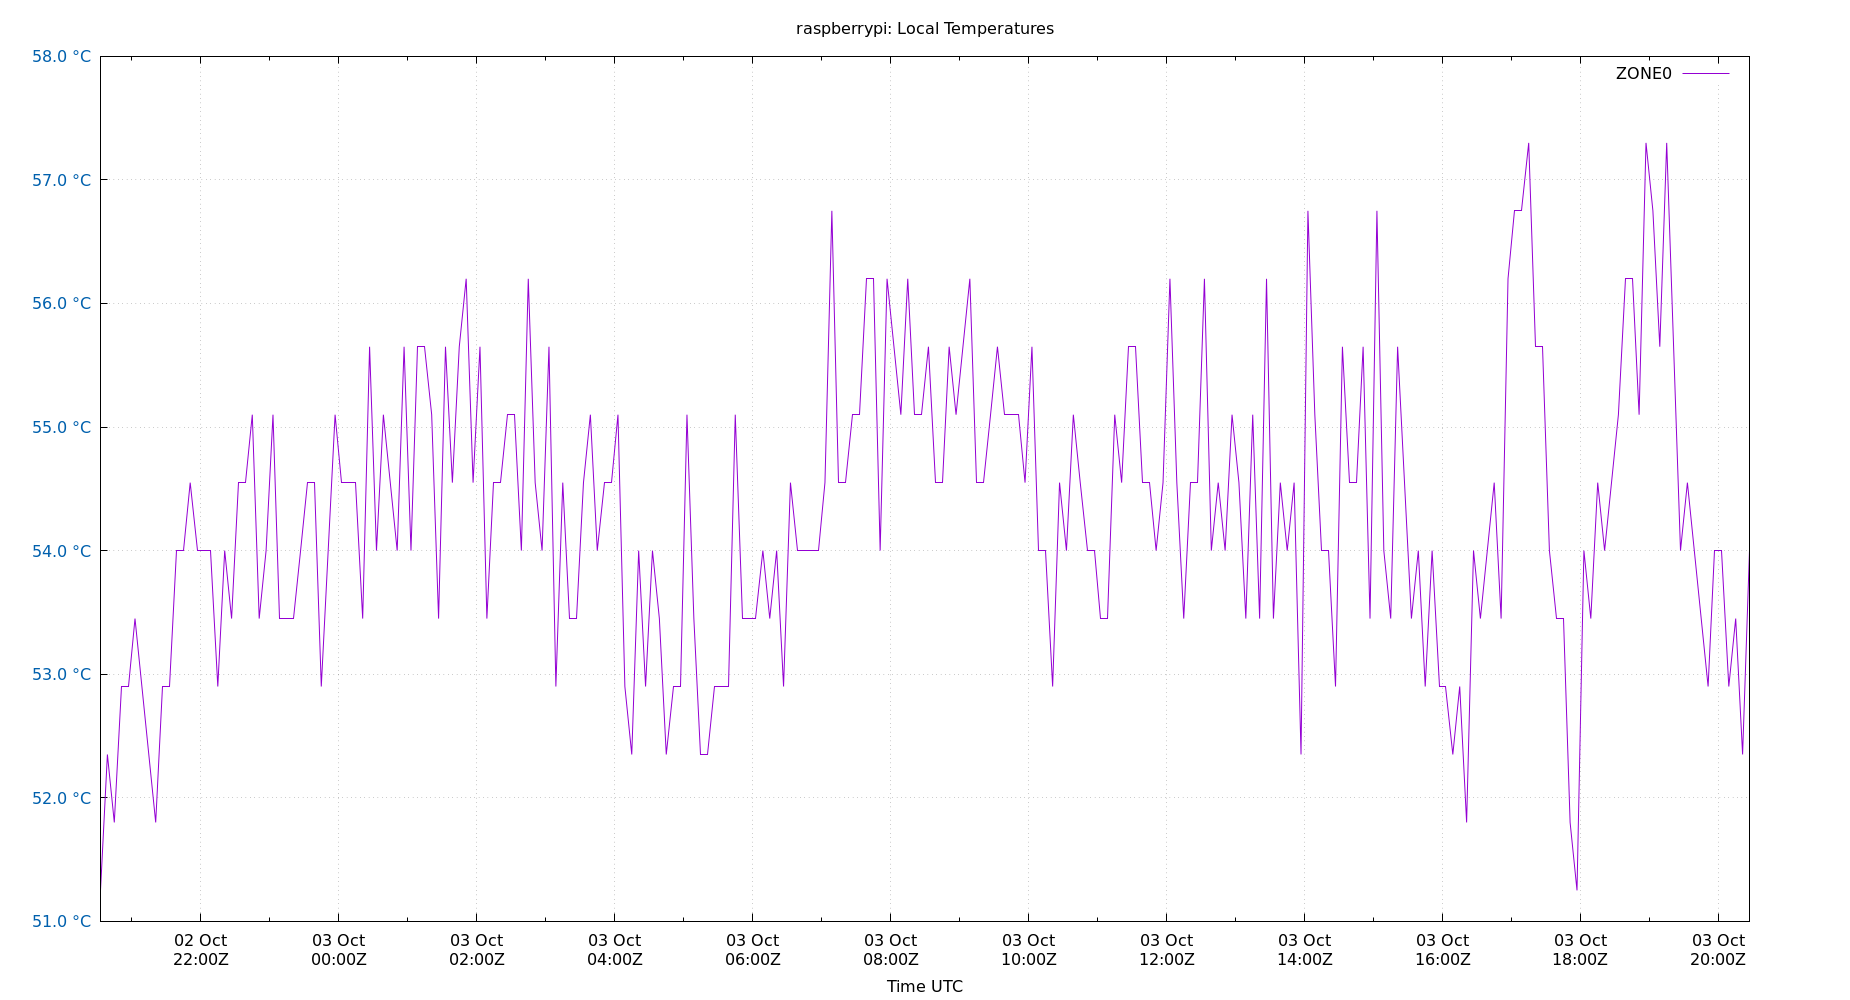 raspberrypi: Local Temperatures
58.0 °C
ZONE0
57.0 °C
56.0 °C
55.0 °C
54.0 °C
53.0 °C
52.0 °C
51.0 °C
02 Oct 03 Oct 03 Oct 03 Oct 03 Oct 03 Oct 03 Oct 03 Oct 03 Oct 03 Oct 03 Oct 03 Oct
22:00Z 00:00Z 02:00Z 04:00Z 06:00Z 08:00Z 10:00Z 12:00Z 14:00Z 16:00Z 18:00Z 20:00Z
Time UTC